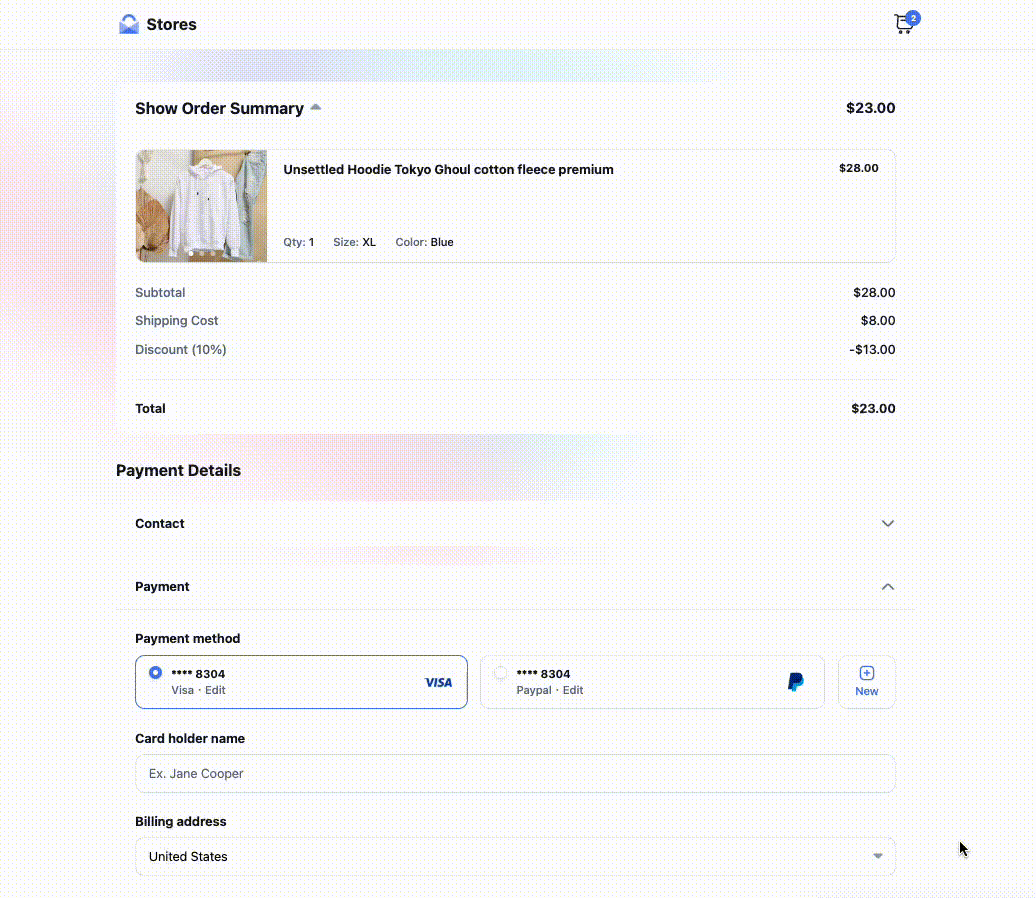 Stores
2
Show Order Summary $23.00
Unsettled Hoodie Tokyo Ghoul cotton fleece premium $28.00
Qty: 1 Size: XL Color: Blue
Subtotal $28.00
Shipping Cost $8.00
Discount (10%) -$13.00
Total $23.00
Payment Details
Contact
Payment
Payment method
**** 8304
Visa · Edit
VISA
**** 8304
Paypal · Edit
New
Card holder name
Ex. Jane Cooper
Billing address
United States